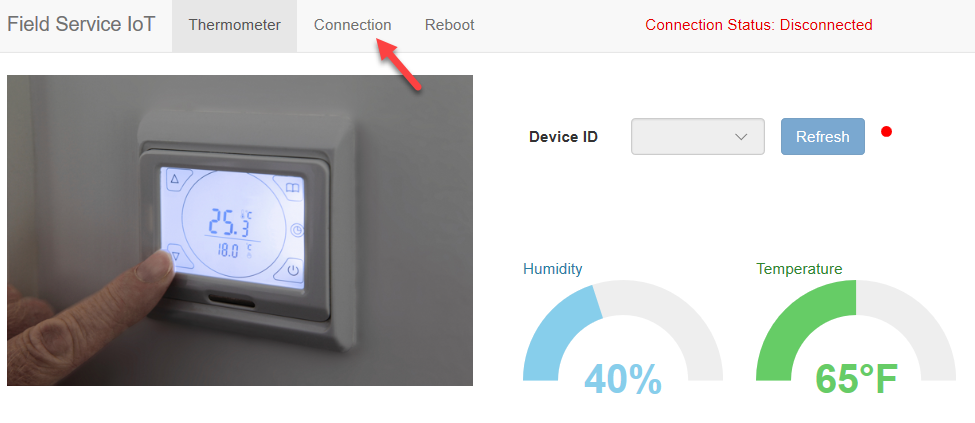 Field Service IoT Thermometer Connection Reboot Connection Status: Disconnected
Device ID Refresh
25.3 °C
18.0 °C
Humidity Temperature
40% 65°F